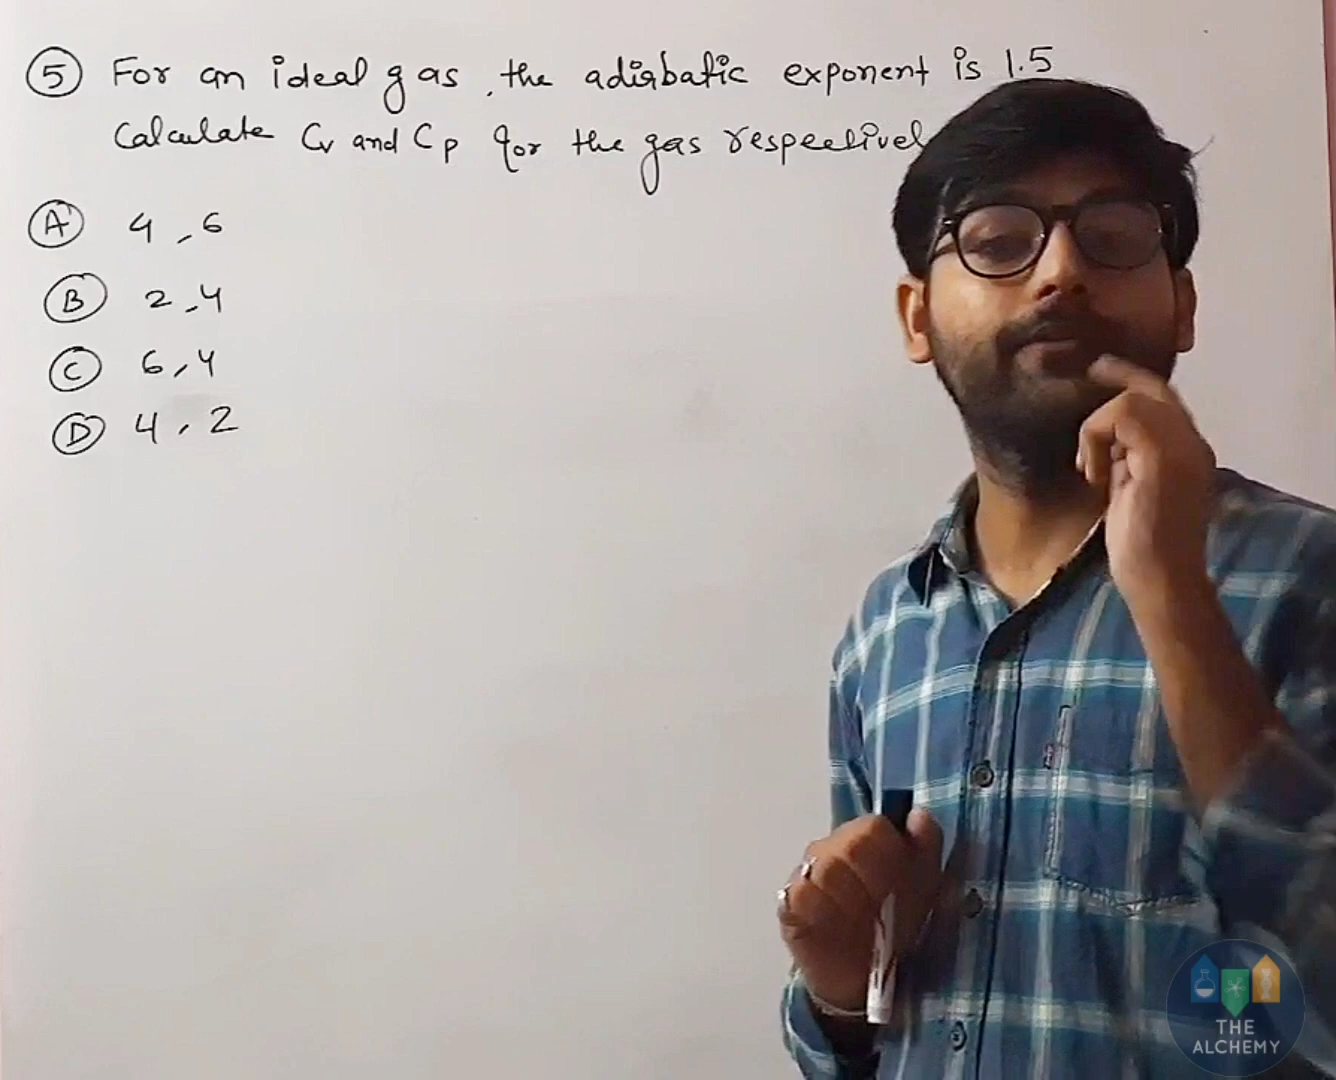 5 For an ideal gas, the adiabatic exponent is 1.5
Calculate Cv and Cp for the gas respectivel
A 4, 6
B 2, 4
C 6, 4
D 4, 2
THE
ALCHEMY